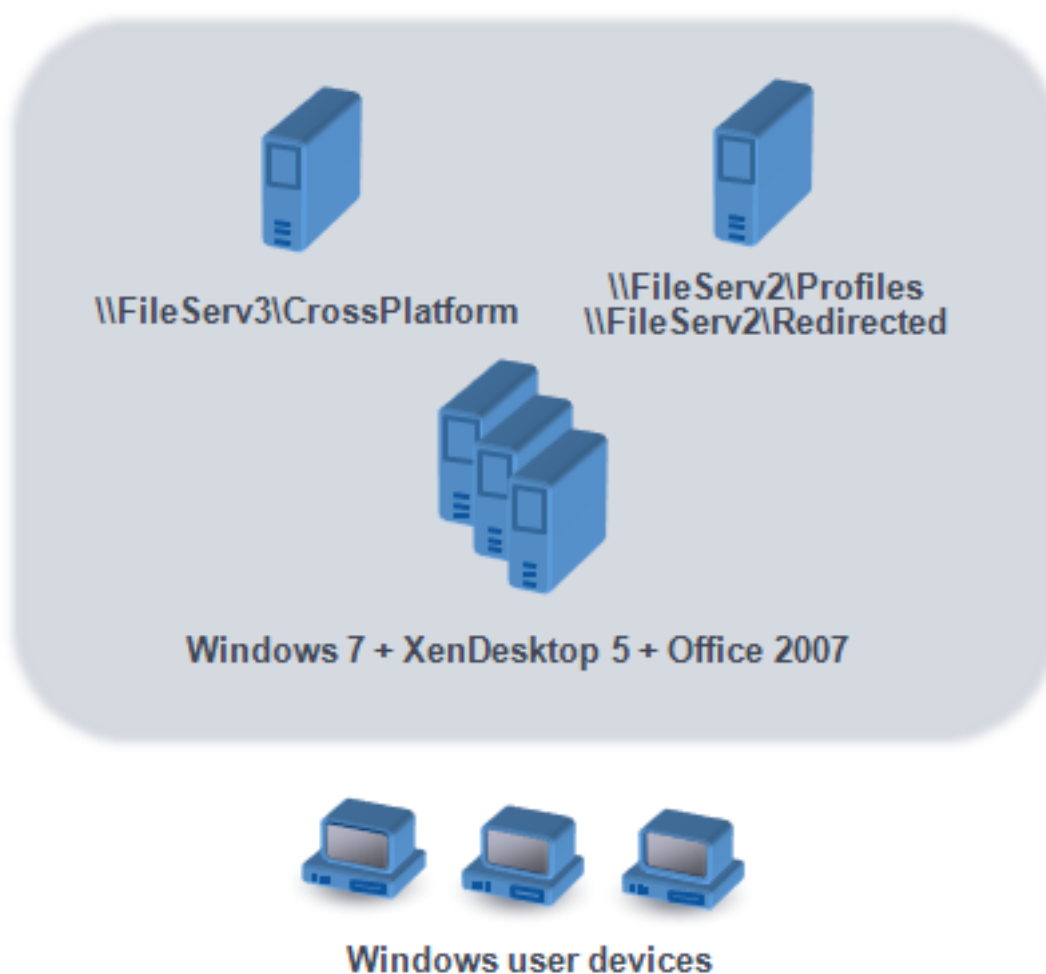 \\FileServ3\CrossPlatform
\\FileServ2\Profiles
\\FileServ2\Redirected
Windows 7 + XenDesktop 5 + Office 2007
Windows user devices